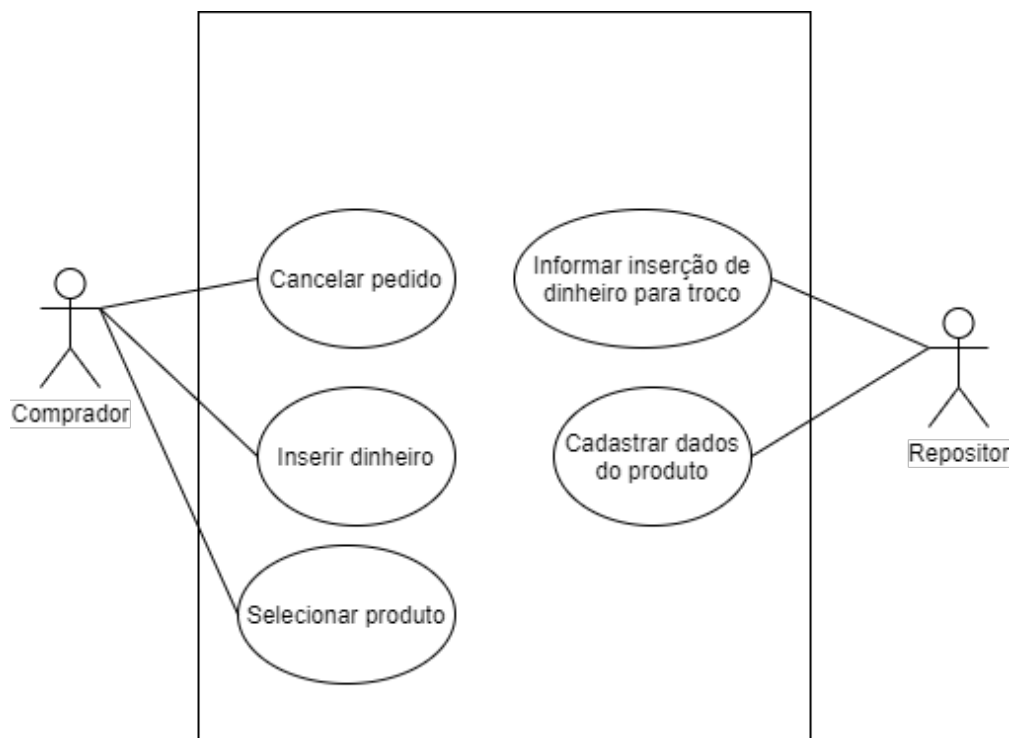 Cancelar pedido
Informar inserção de
dinheiro para troco
Comprador
Inserir dinheiro
Cadastrar dados
do produto
Repositor
Selecionar produto